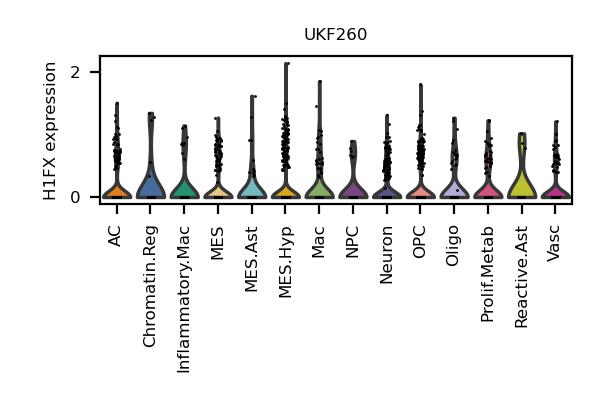 UKF260
H1FX expression
2
0
AC
Chromatin.Reg
Inflammatory.Mac
MES
MES.Ast
MES.Hyp
Mac
NPC
Neuron
OPC
Oligo
Prolif.Metab
Reactive.Ast
Vasc